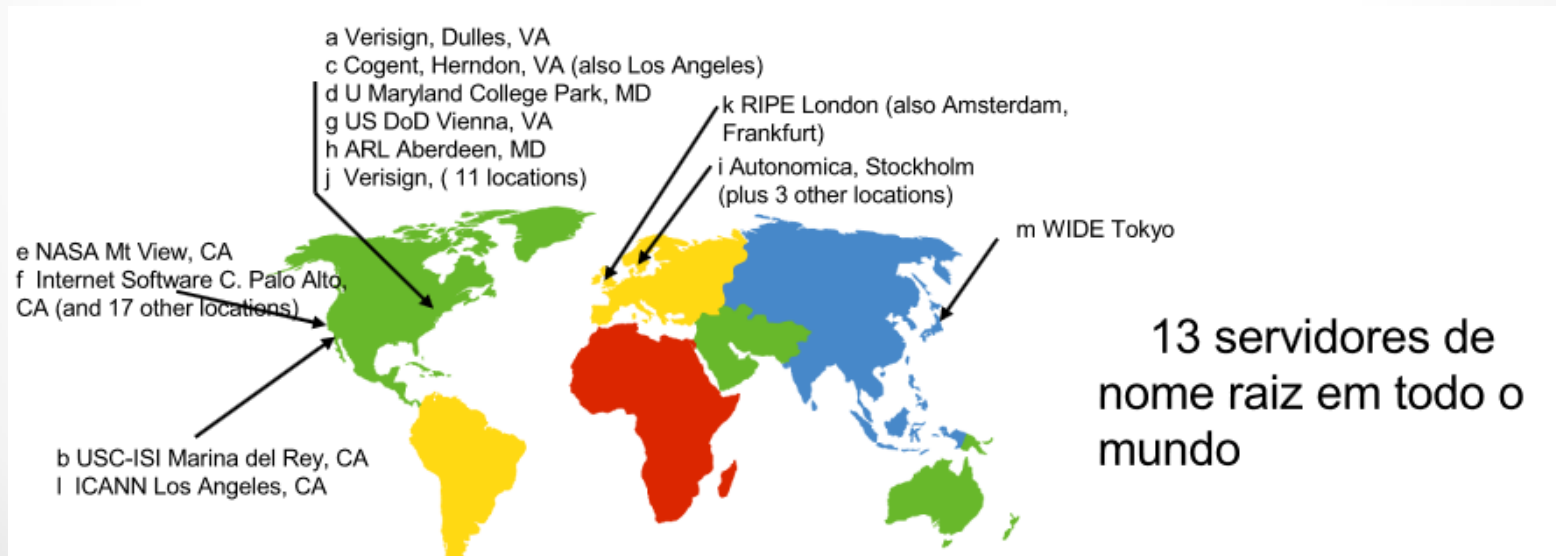 a Verisign, Dulles, VA
c Cogent, Herndon, VA (also Los Angeles)
d U Maryland College Park, MD
g US DoD Vienna, VA
h ARL Aberdeen, MD
j Verisign, ( 11 locations)
k RIPE London (also Amsterdam,
Frankfurt)
i Autonomica, Stockholm
(plus 3 other locations)
m WIDE Tokyo
e NASA Mt View, CA
f Internet Software C. Palo Alto,
CA (and 17 other locations)
b USC-ISI Marina del Rey, CA
l ICANN Los Angeles, CA
13 servidores de
nome raiz em todo o
mundo